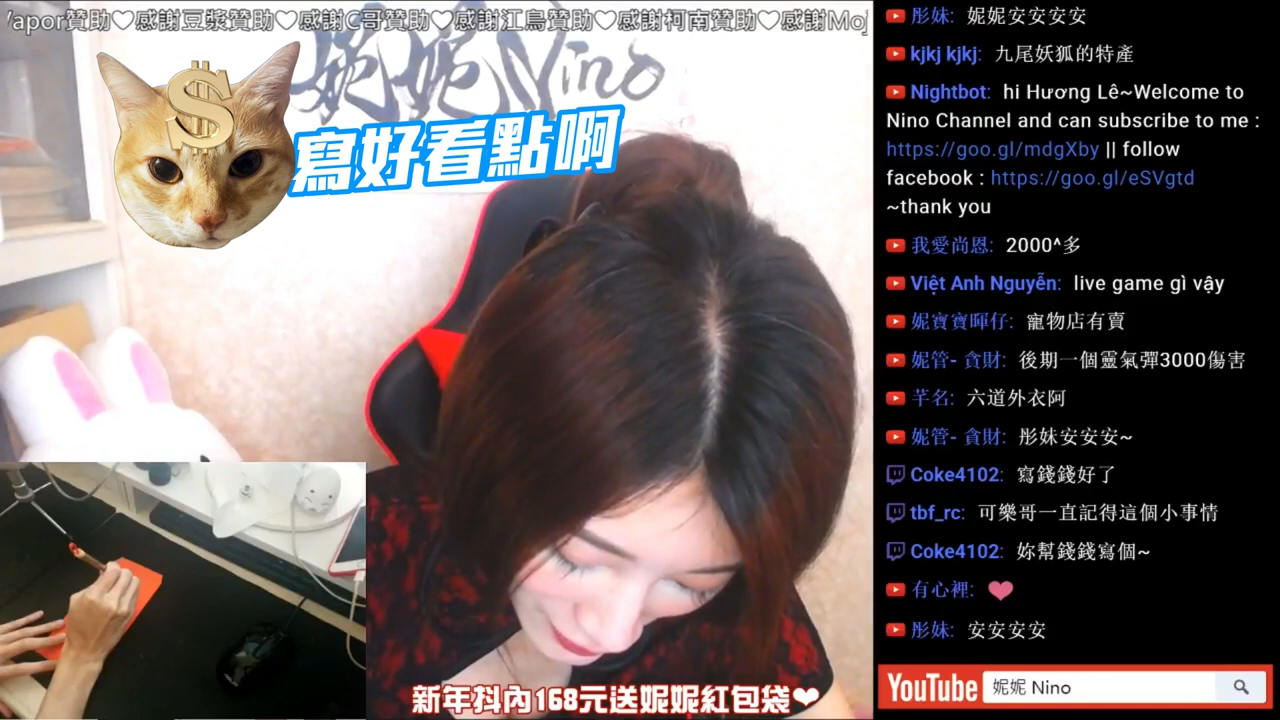 apor贊助♡感謝豆漿贊助♡感謝C哥贊助♡感謝江鳥贊助♡感謝柯南贊助♡感謝Mo
妮妮Nino
$
寫好看點啊
新年抖內168元送妮妮紅包袋❤
彤妹: 妮妮安安安安
kjkj kjkj: 九尾妖狐的特產
Nightbot: hi Hương Lê~Welcome to
Nino Channel and can subscribe to me :
https://goo.gl/mdgXby || follow
facebook : https://goo.gl/eSVgtd
~thank you
我愛尚恩: 2000^多
Việt Anh Nguyễn: live game gì vậy
妮寶寶暉仔: 寵物店有賣
妮管- 貪財: 後期一個靈氣彈3000傷害
芊名: 六道外衣阿
妮管- 貪財: 彤妹安安安~
Coke4102: 寫錢錢好了
tbf_rc: 可樂哥一直記得這個小事情
Coke4102: 妳幫錢錢寫個~
有心裡: ❤
彤妹: 安安安安
YouTube 妮妮 Nino